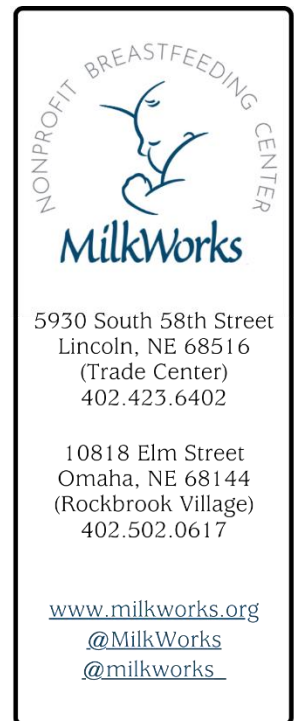 NONPROFIT BREASTFEEDING CENTER
MilkWorks
5930 South 58th Street
Lincoln, NE 68516
(Trade Center)
402.423.6402
10818 Elm Street
Omaha, NE 68144
(Rockbrook Village)
402.502.0617
www.milkworks.org
@MilkWorks
@milkworks_